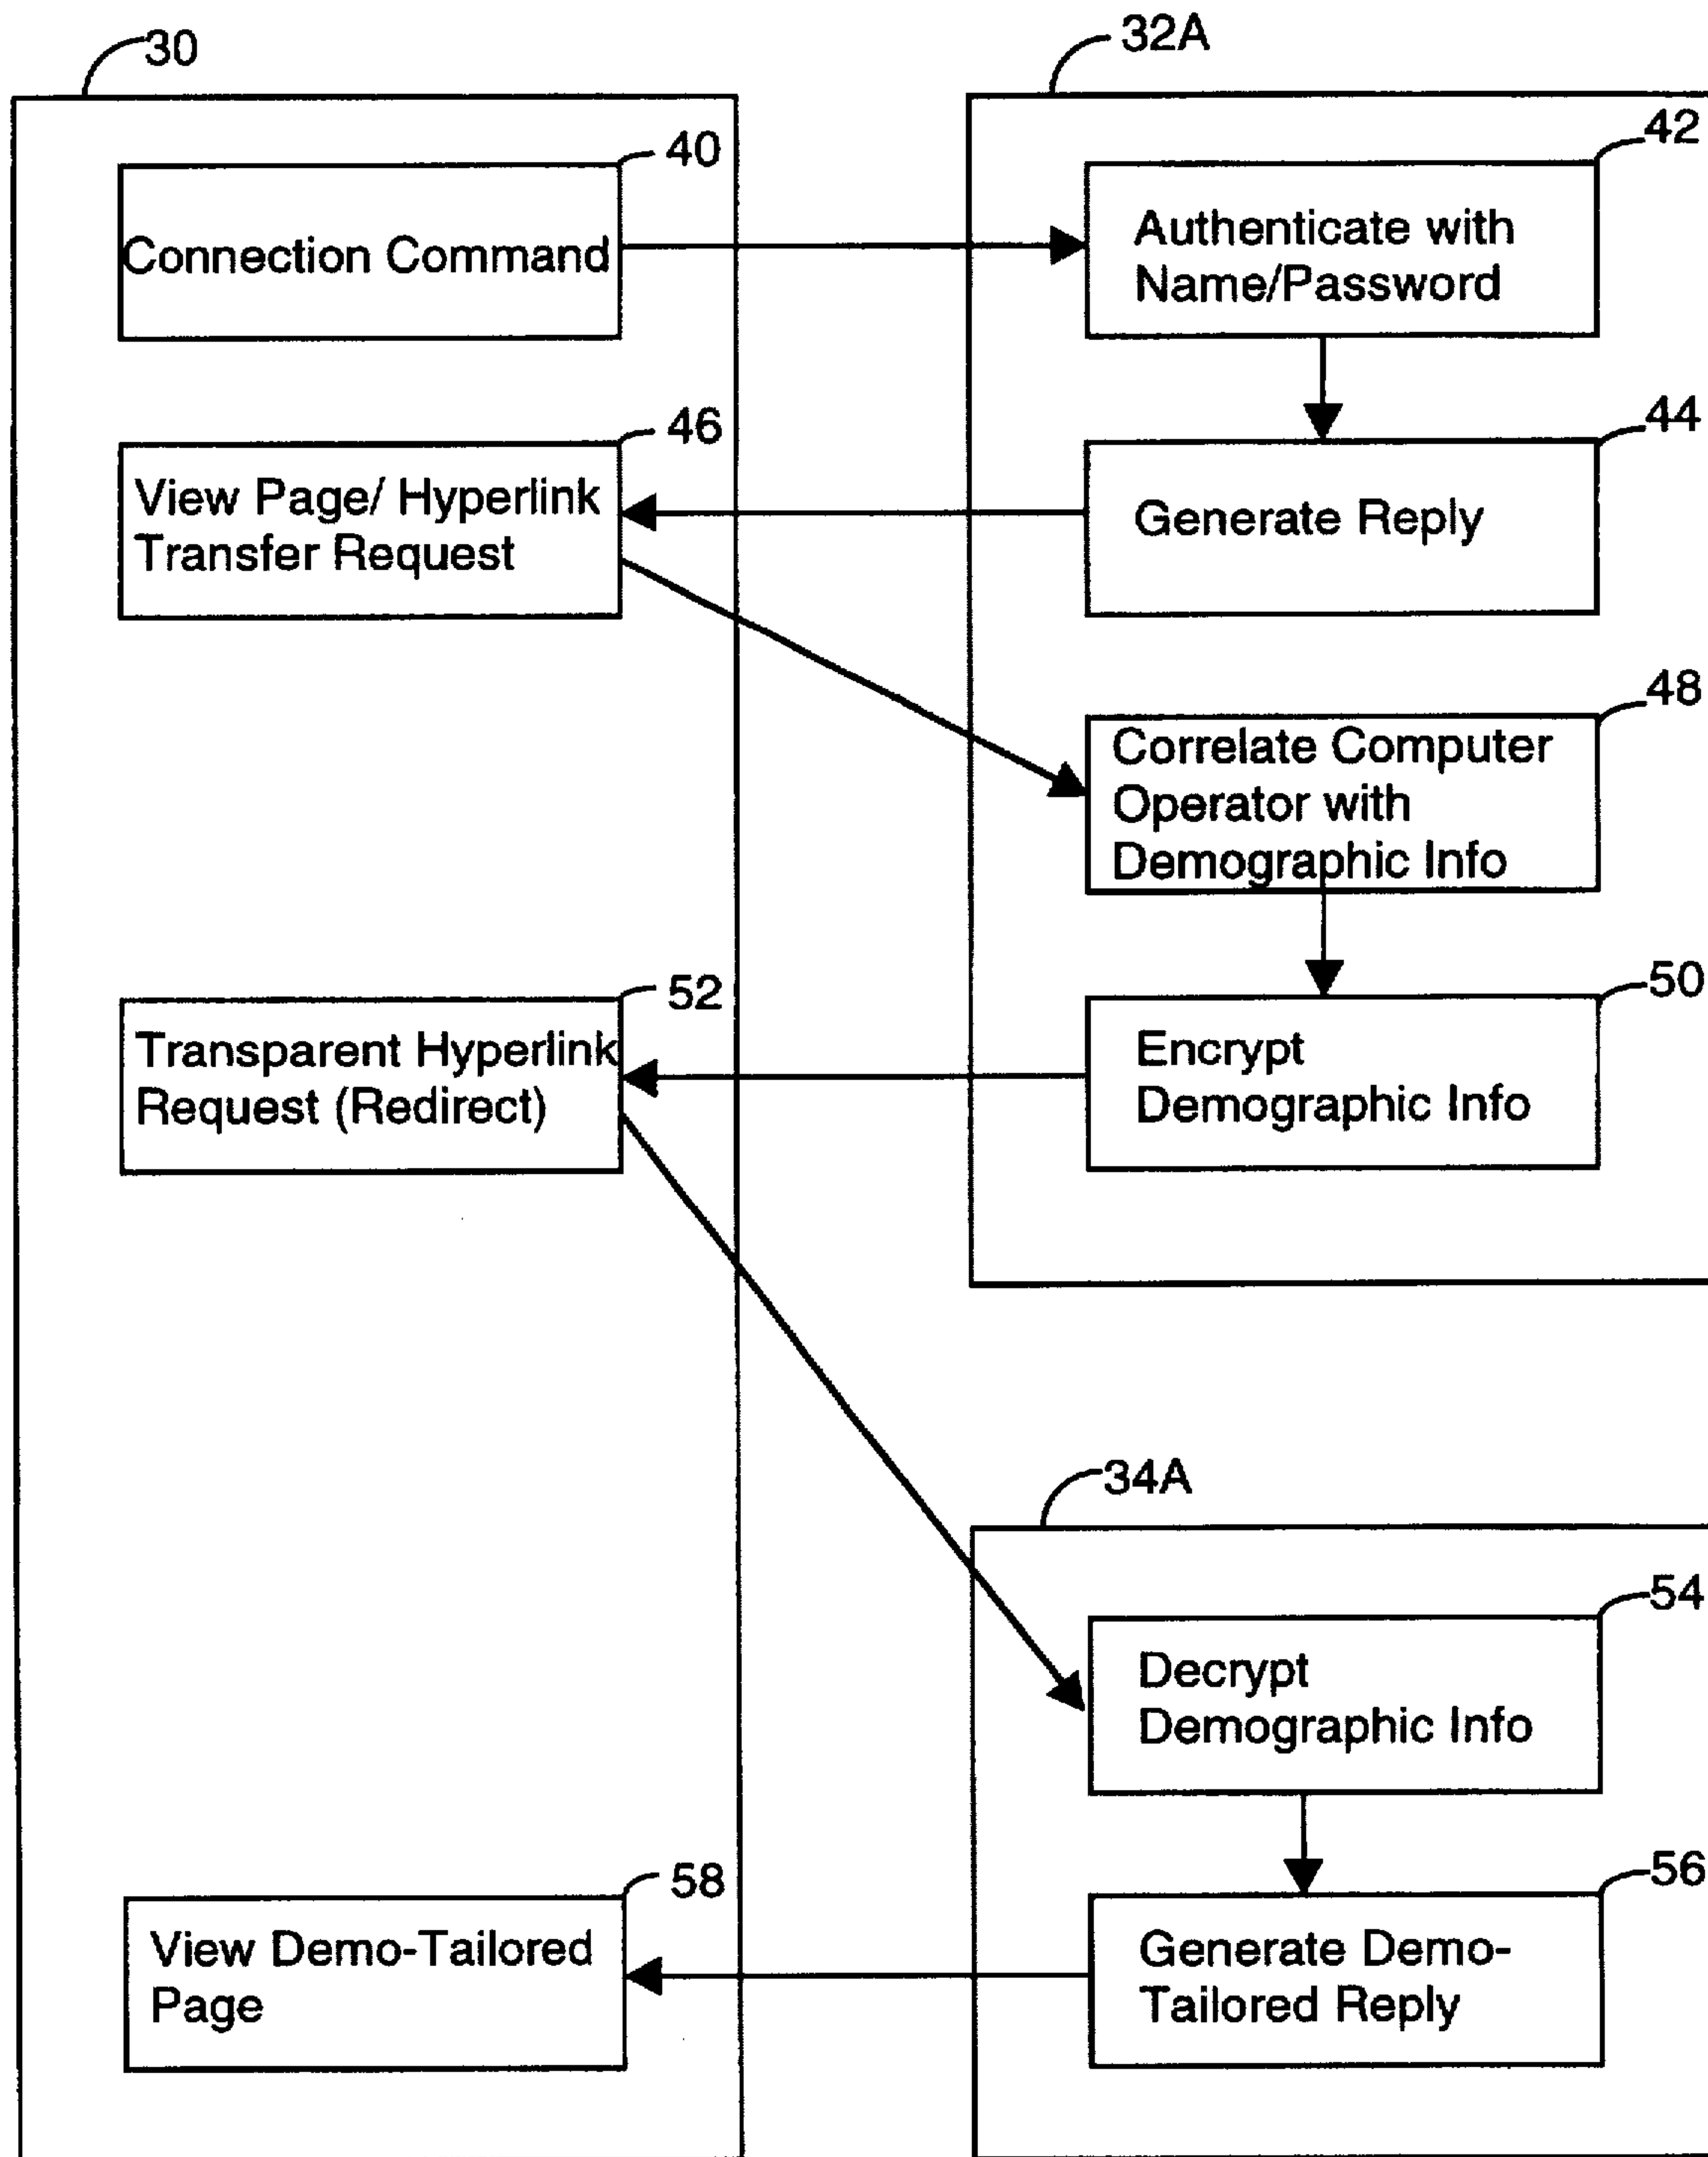 30
32A
40
42
Connection Command
Authenticate with
Name/Password
46
44
View Page/ Hyperlink
Transfer Request
Generate Reply
48
Correlate Computer
Operator with
Demographic Info
52
50
Transparent Hyperlink
Request (Redirect)
Encrypt
Demographic Info
34A
54
Decrypt
Demographic Info
58
56
View Demo-Tailored
Page
Generate Demo-
Tailored Reply